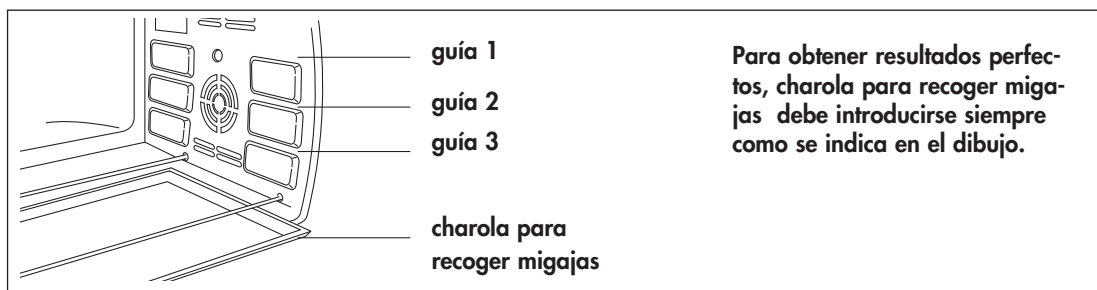 guía 1
guía 2
guía 3
charola para
recoger migajas
Para obtener resultados perfec-
tos, charola para recoger miga-
jas debe introducirse siempre
como se indica en el dibujo.